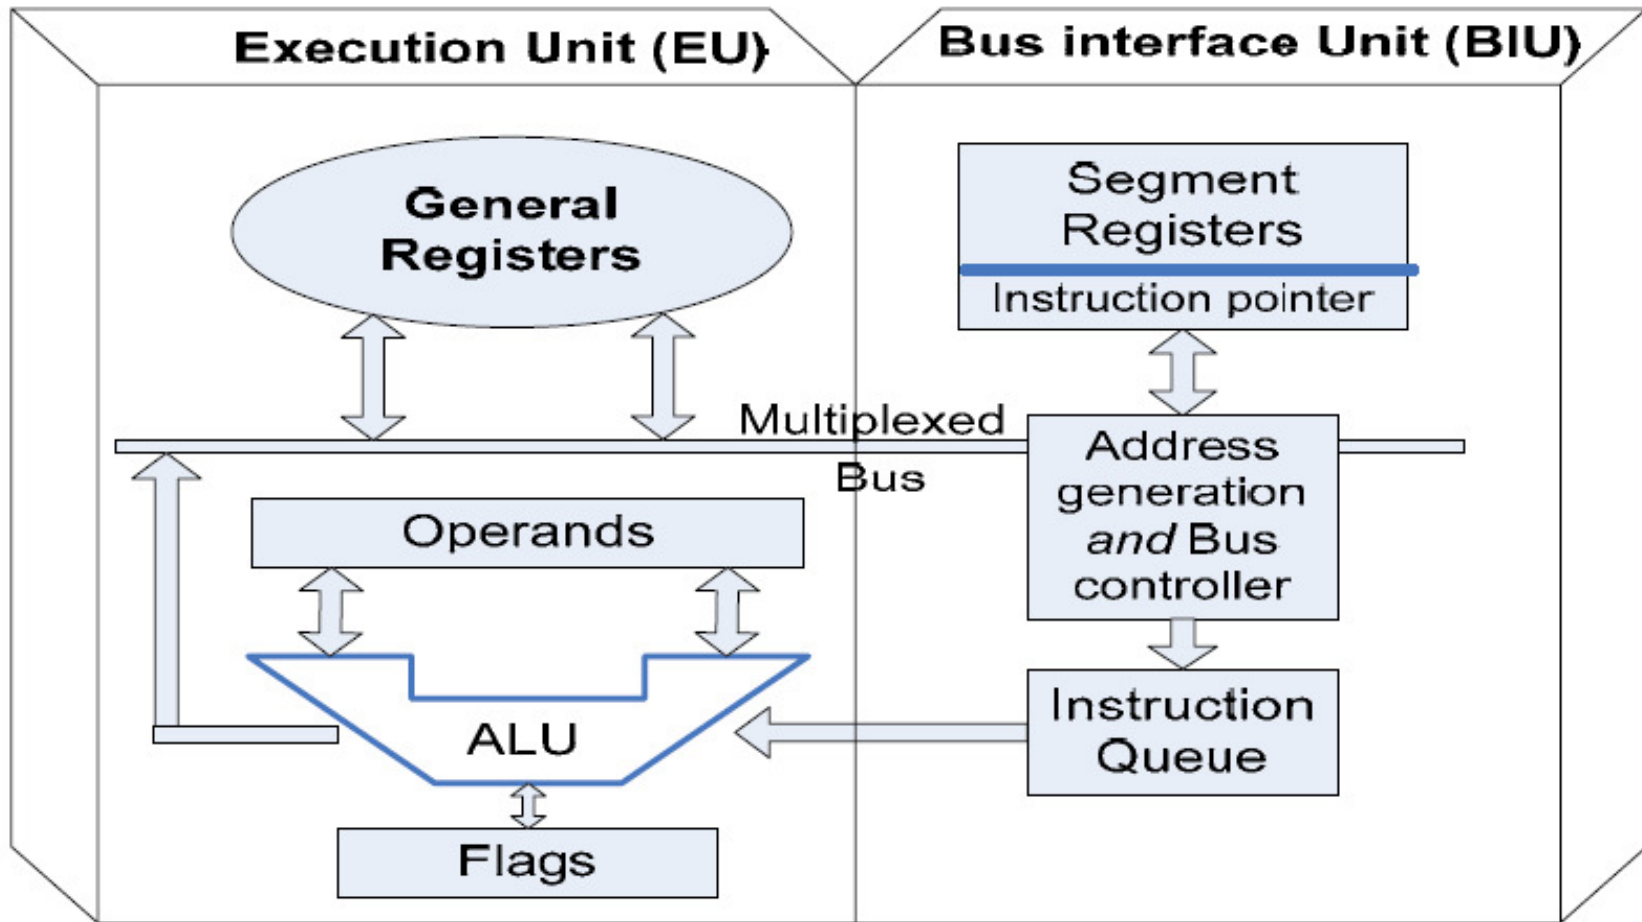 Execution Unit (EU)
Bus interface Unit (BIU)
General
Registers
Segment
Registers
Instruction pointer
Multiplexed
Bus
Address
generation
and Bus
controller
Operands
ALU
Instruction
Queue
Flags